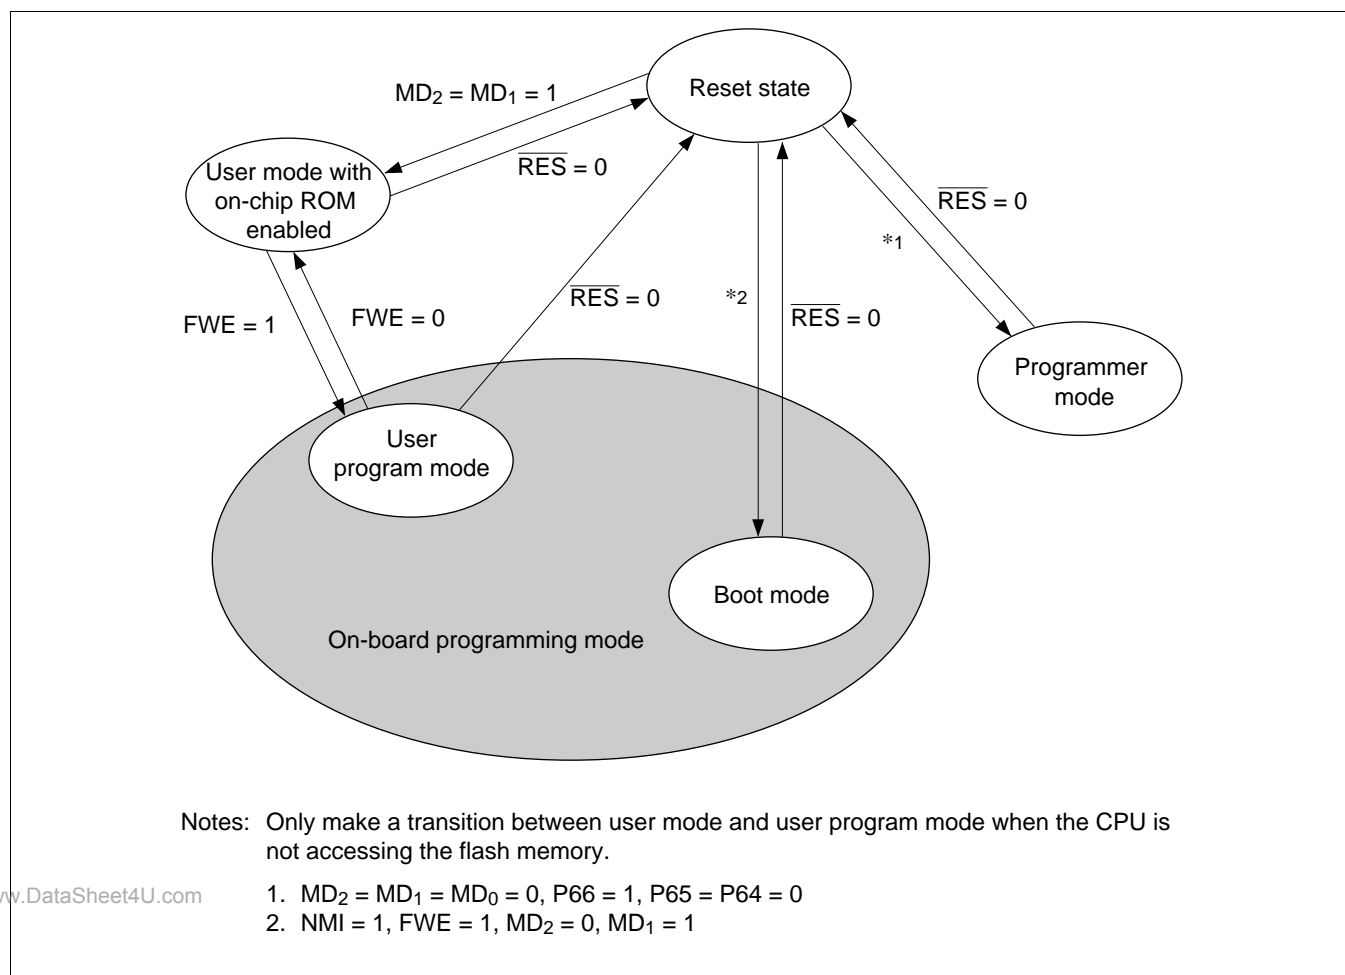 Reset state
MD2 = MD1 = 1
RES = 0
User mode with
on-chip ROM
enabled
RES = 0
*1
RES = 0
*2
RES = 0
FWE = 1
FWE = 0
Programmer
mode
User
program mode
Boot mode
On-board programming mode
Notes: Only make a transition between user mode and user program mode when the CPU is
not accessing the flash memory.
1. MD2 = MD1 = MD0 = 0, P66 = 1, P65 = P64 = 0
2. NMI = 1, FWE = 1, MD2 = 0, MD1 = 1
w.DataSheet4U.com